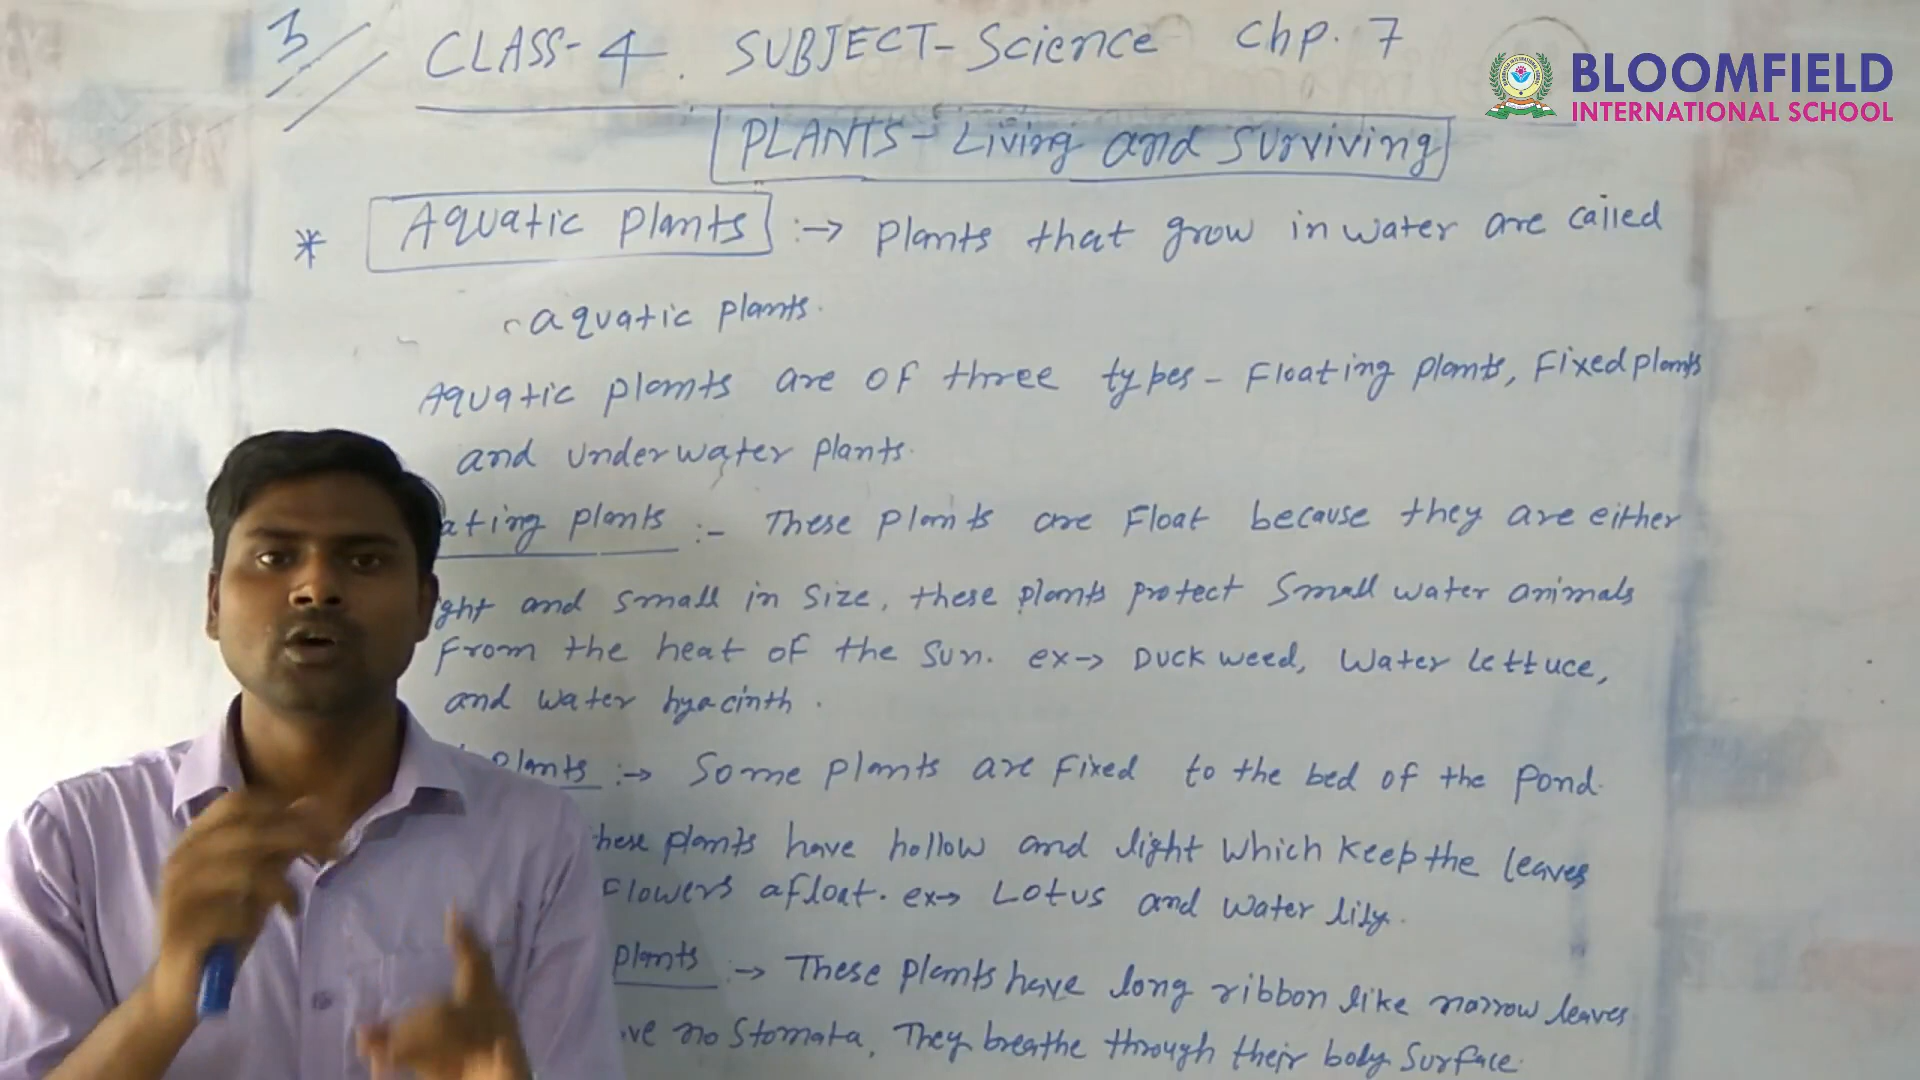 3 CLASS-4. SUBJECT-Science Chp. 7
BLOOMFIELD
INTERNATIONAL SCHOOL
PLANTS- Living and Surviving
* Aquatic Plants :→ Plants that grow in water are called
aquatic plants.
Aquatic plants are of three types - Floating plants, Fixed plants
and underwater plants.
ating plants :- These plants are Float because they are either
ght and small in size, these plants protect Small water animals
From the heat of the Sun. ex→ Duck weed, Water lettuce,
and water hyacinth.
plants :→ Some plants are Fixed to the bed of the pond.
hese plants have hollow and light which keep the leaves
Flowers afloat. ex→ Lotus and water lily.
plants :→ These plants have long ribbon like narrow leaves
ve no Stomata, They breathe through their body Surface.